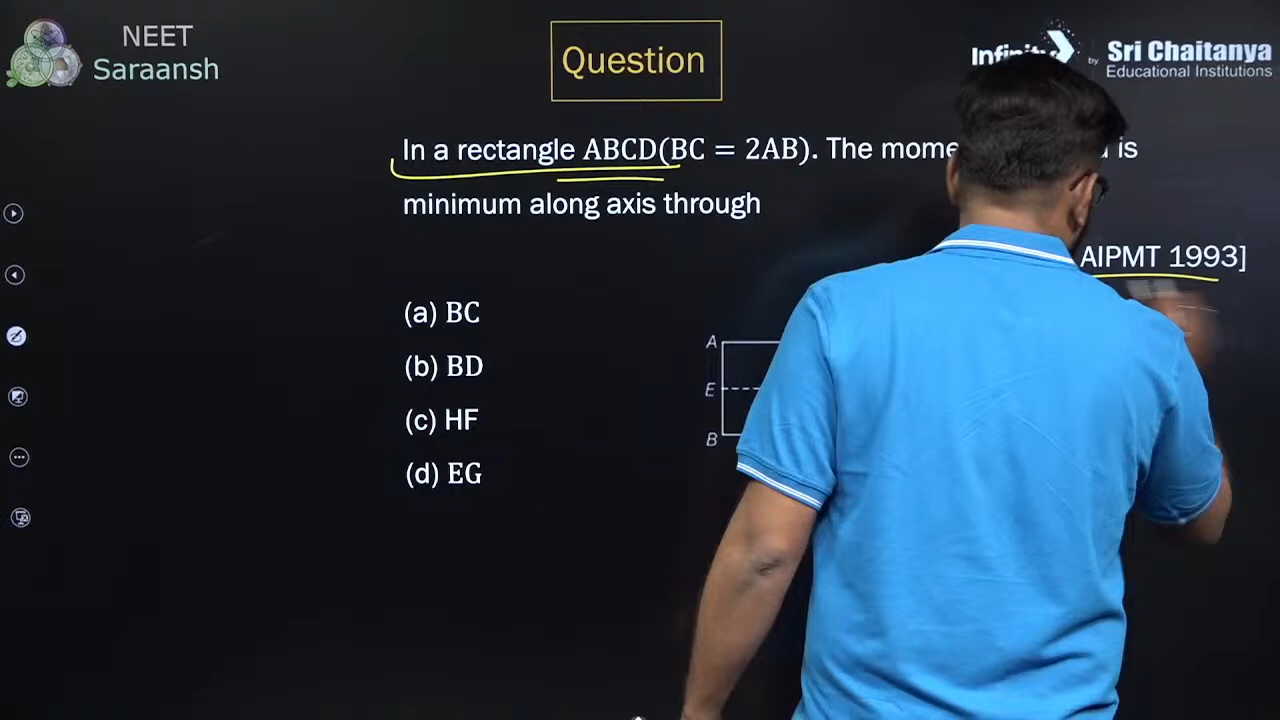 NEET
Saraansh
Question
Infinity
by
Sri Chaitanya
Educational Institutions
In a rectangle ABCD(BC = 2AB). The is
minimum along axis through
AIPMT 1993]
(a) BC
(b) BD
(c) HF
(d) EG
A
E
B